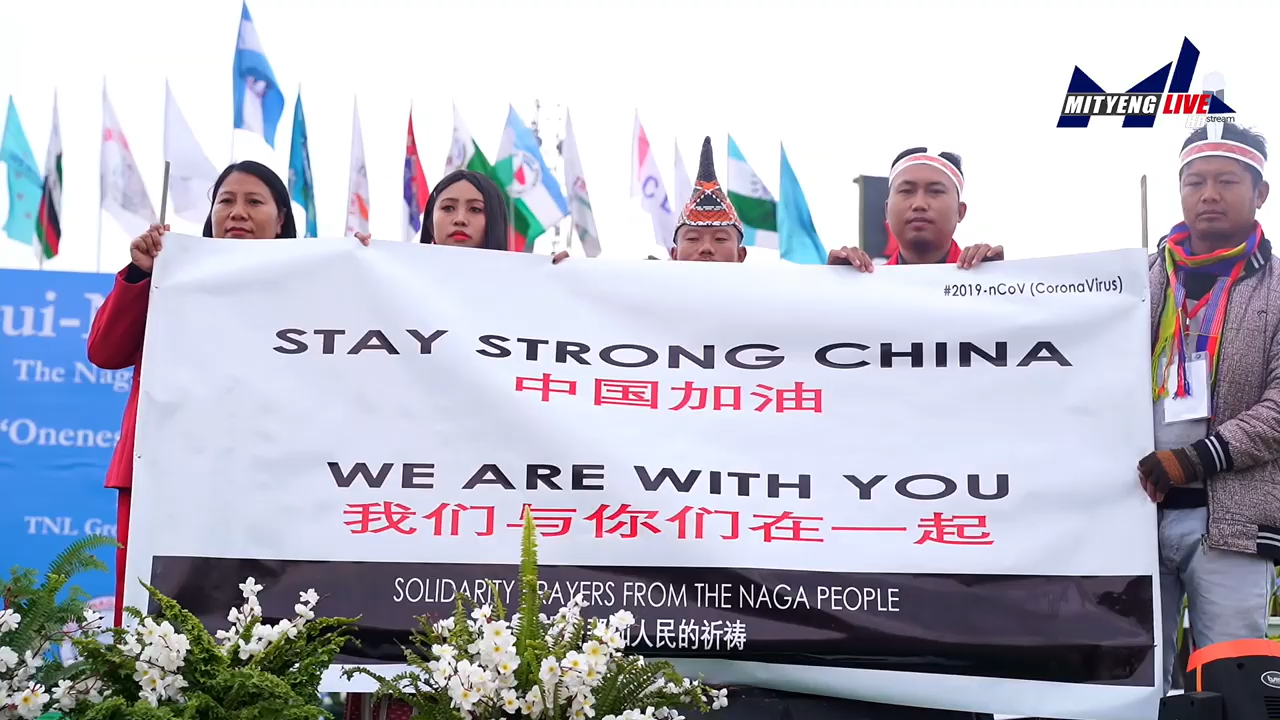 MITYENG LIVE
stream
#2019-nCoV (CoronaVirus)
STAY STRONG CHINA
中国加油
WE ARE WITH YOU
我们与你们在一起
SOLIDARITY PRAYERS FROM THE NAGA PEOPLE
人民的祈祷
The
TNL